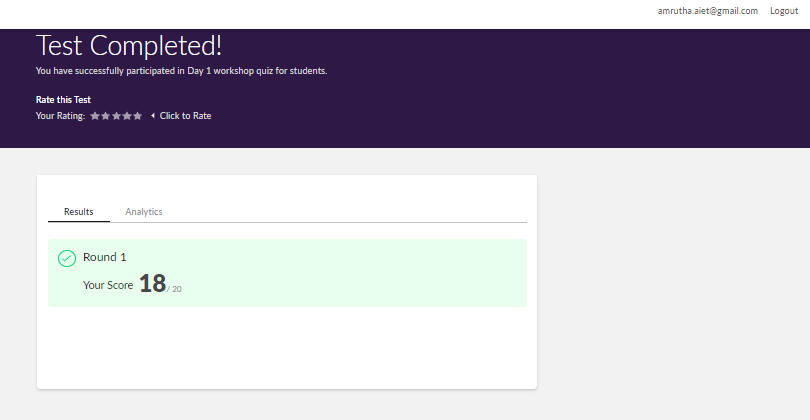 amrutha.aiet@gmail.com Logout
Test Completed!
You have successfully participated in Day 1 workshop quiz for students.
Rate this Test
Your Rating: Click to Rate
Results Analytics
Round 1
Your Score 18 / 20